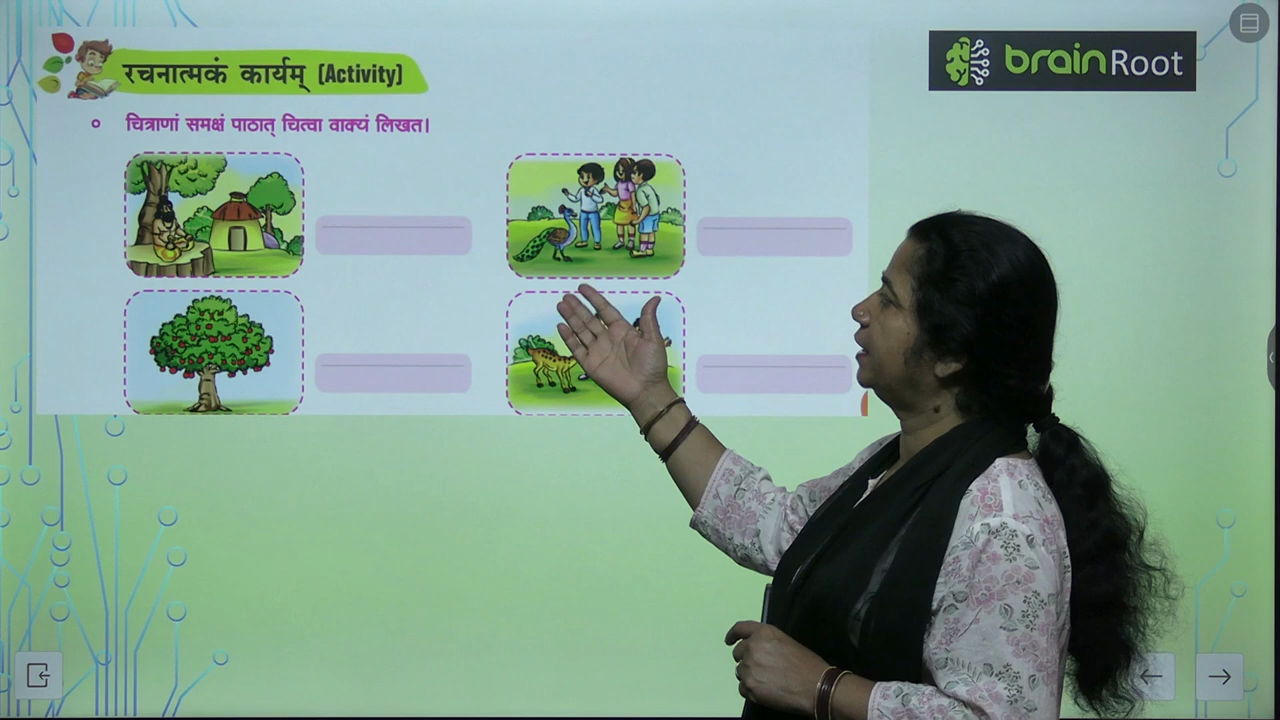 रचनात्मकं कार्यम् (Activity)
brainRoot
चित्राणां समक्षं पाठात् चित्वा वाक्यं लिखत।